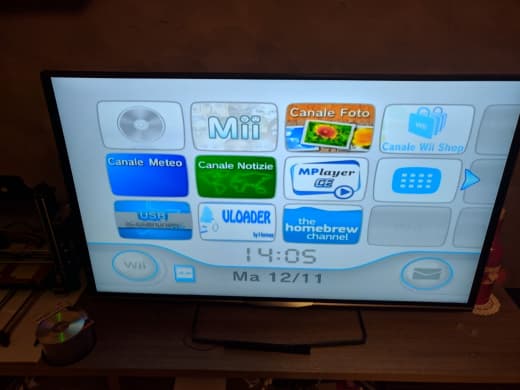 Mii
Canale Foto
Wii
Canale Wii Shop
Canale Meteo
Canale Notizie
MPlayer
CE
USB
ULOADER
the
homebrew
channel
14:05
Wii
Ma 12/11